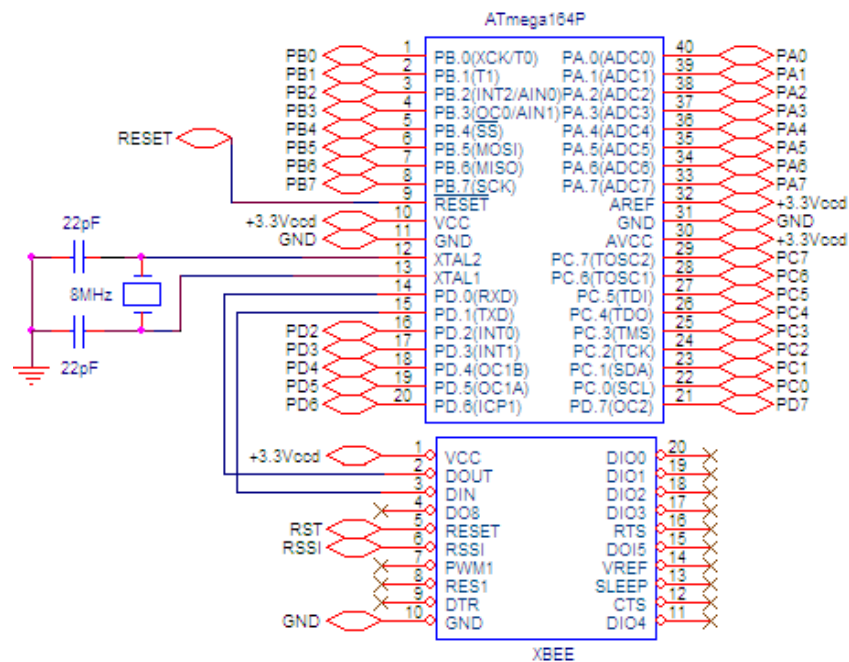 ATmega164P
PB0 1 PB.0(XCK/T0) PA.0(ADC0) 40 PA0
PB1 2 PB.1(T1) PA.1(ADC1) 39 PA1
PB2 3 PB.2(INT2/AIN0) PA.2(ADC2) 38 PA2
PB3 4 PB.3(OC0/AIN1) PA.3(ADC3) 37 PA3
PB4 5 PB.4(SS) PA.4(ADC4) 36 PA4
PB5 6 PB.5(MOSI) PA.5(ADC5) 35 PA5
PB6 7 PB.6(MISO) PA.6(ADC6) 34 PA6
PB7 8 PB.7(SCK) PA.7(ADC7) 33 PA7
RESET 9 RESET AREF 32 +3.3Vccd
+3.3Vccd 10 VCC GND 31 GND
GND 11 GND AVCC 30 +3.3Vccd
22pF 12 XTAL2 PC.7(TOSC2) 29 PC7
13 XTAL1 PC.6(TOSC1) 28 PC6
8MHz 14 PD.0(RXD) PC.5(TDI) 27 PC5
15 PD.1(TXD) PC.4(TDO) 26 PC4
PD2 16 PD.2(INT0) PC.3(TMS) 25 PC3
PD3 17 PD.3(INT1) PC.2(TCK) 24 PC2
22pF PD4 18 PD.4(OC1B) PC.1(SDA) 23 PC1
PD5 19 PD.5(OC1A) PC.0(SCL) 22 PC0
PD6 20 PD.6(ICP1) PD.7(OC2) 21 PD7
+3.3Vccd 1 VCC DIO0 20
2 DOUT DIO1 19
3 DIN DIO2 18
4 DO8 DIO3 17
RST 5 RESET RTS 16
RSSI 6 RSSI DOI5 15
7 PWM1 VREF 14
8 RES1 SLEEP 13
9 DTR CTS 12
GND 10 GND DIO4 11
XBEE